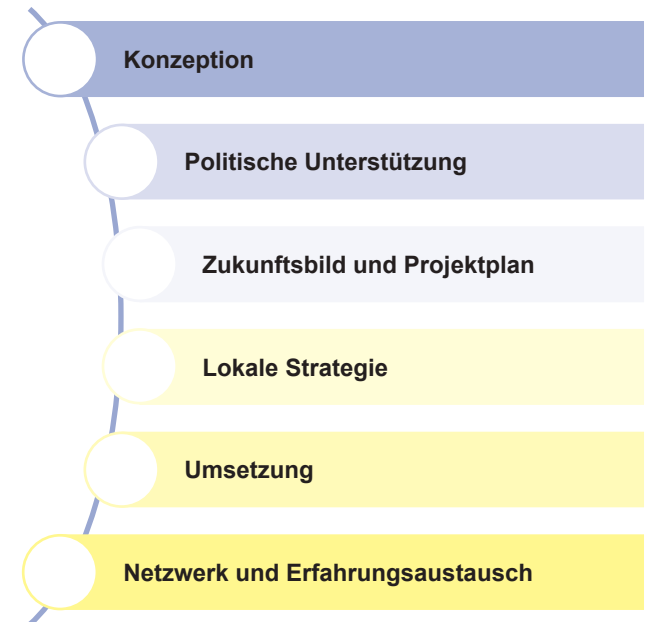 Konzeption
Politische Unterstützung
Zukunftsbild und Projektplan
Lokale Strategie
Umsetzung
Netzwerk und Erfahrungsaustausch